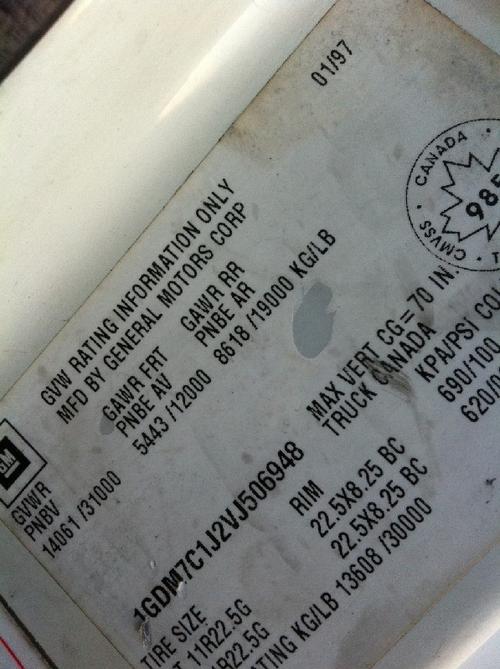 01/97
CANADA
985
CMVSS
GVW RATING INFORMATION ONLY
MFD BY GENERAL MOTORS CORP
GM
GVWR GAWR FRT GAWR RR
PNBV PNBE AV PNBE AR
14061 /31000 5443 /12000 8618 /19000 KG/LB
MAX VERT CG= 70 IN.
TRUCK CANADA
1GDM7C1J2VJ506948
TIRE SIZE RIM KPA/PSI
11R22.5G 22.5X8.25 BC 690/100
22.5G 22.5X8.25 BC 620/
KG/LB 13608 /30000